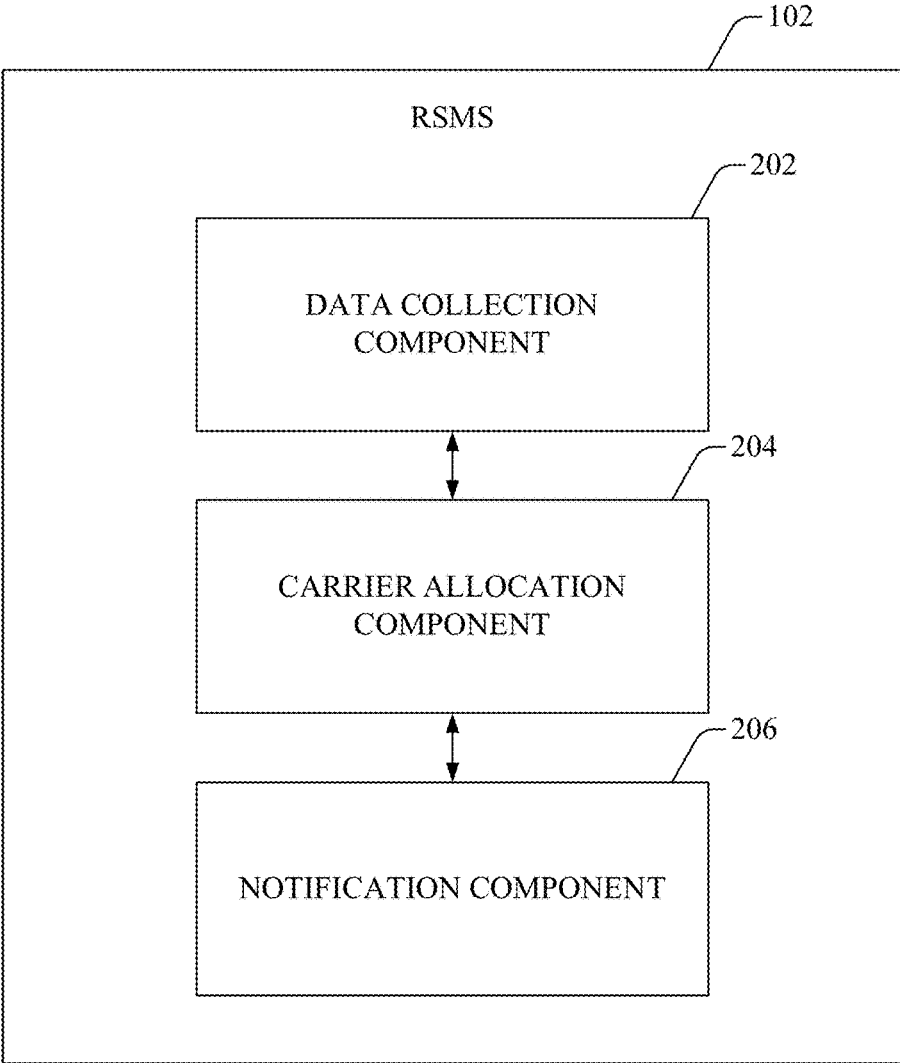 102
RSMS
202
DATA COLLECTION
COMPONENT
204
CARRIER ALLOCATION
COMPONENT
206
NOTIFICATION COMPONENT